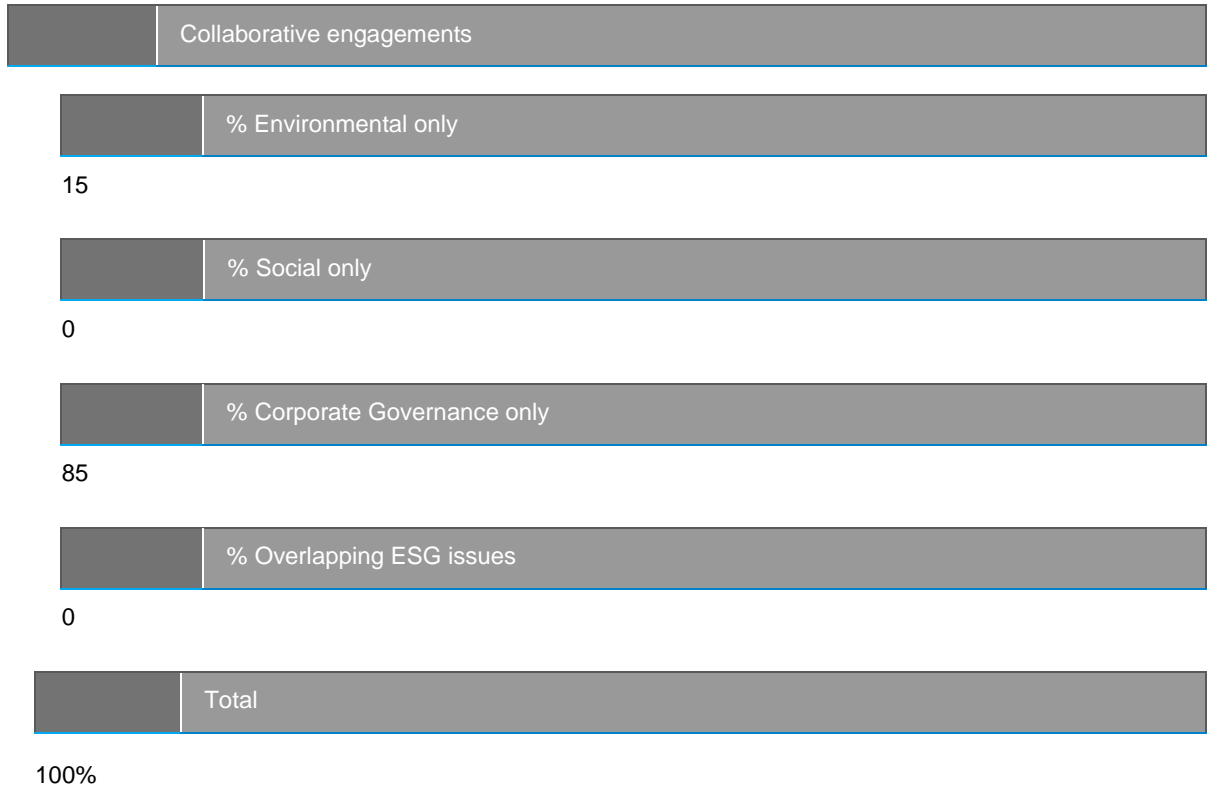 Collaborative engagements
% Environmental only
15
% Social only
0
% Corporate Governance only
85
% Overlapping ESG issues
0
Total
100%